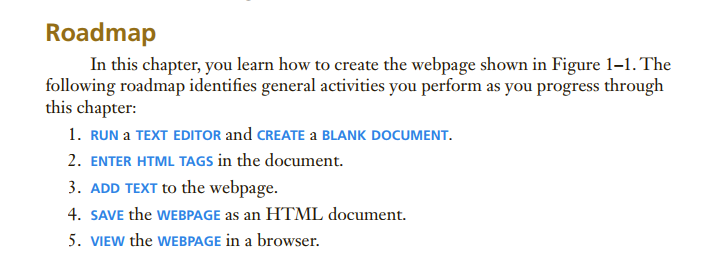 Roadmap
In this chapter, you learn how to create the webpage shown in Figure 1–1. The
following roadmap identifies general activities you perform as you progress through
this chapter:
1. RUN a TEXT EDITOR and CREATE a BLANK DOCUMENT.
2. ENTER HTML TAGS in the document.
3. ADD TEXT to the webpage.
4. SAVE the WEBPAGE as an HTML document.
5. VIEW the WEBPAGE in a browser.